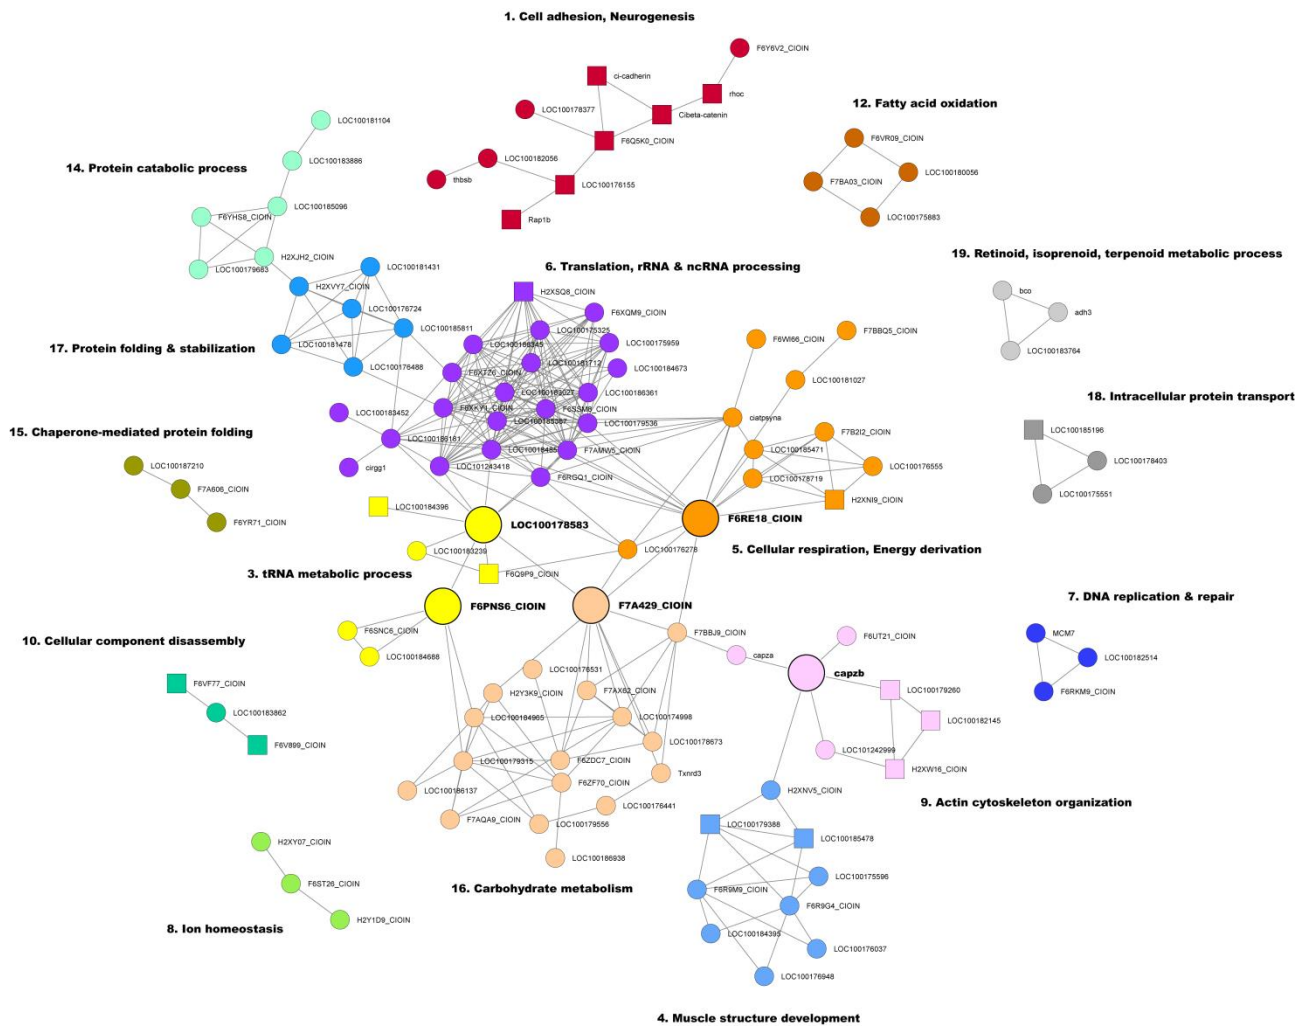 1. Cell adhesion, Neurogenesis
F6Y6V2_CIOIN
ci-cadherin
rhoc
LOC100178377
Cibeta-catenin
F6Q5K0_CIOIN
LOC100182056
thbsb
LOC100176155
Rap1b
12. Fatty acid oxidation
F6VR09_CIOIN
LOC100180056
F7BA03_CIOIN
LOC100175883
14. Protein catabolic process
LOC100181104
LOC100183886
LOC100185096
F6YHS8_CIOIN
H2XJH2_CIOIN
LOC100179683
19. Retinoid, isoprenoid, terpenoid metabolic process
bco
adh3
LOC100183764
17. Protein folding & stabilization
LOC100181431
H2XVY7_CIOIN
LOC100176724
LOC100185811
LOC100181478
LOC100176488
6. Translation, rRNA & ncRNA processing
H2XSQ8_CIOIN
F6XQM9_CIOIN
LOC100175325
LOC100175959
LOC100181712
LOC100184673
F6XTZ6_CIOIN
LOC100186361
F6SSM8_CIOIN
LOC100179536
LOC100183452
LOC100186181
F7AMW5_CIOIN
cirgg1
LOC101243418
F6RGQ1_CIOIN
F6WI66_CIOIN
F7BBQ5_CIOIN
LOC100181027
ciatpsyna
F7B2I2_CIOIN
LOC100185471
LOC100176555
LOC100178719
H2XNI9_CIOIN
F6RE18_CIOIN
LOC100176278
5. Cellular respiration, Energy derivation
18. Intracellular protein transport
LOC100185196
LOC100178403
LOC100175551
15. Chaperone-mediated protein folding
LOC100187210
F7A606_CIOIN
F6YR71_CIOIN
LOC100184396
LOC100178583
LOC100183239
F6Q9P9_CIOIN
3. tRNA metabolic process
F6PNS6_CIOIN
F6SNC6_CIOIN
LOC100184688
F7A429_CIOIN
F7BBJ9_CIOIN
7. DNA replication & repair
MCM7
LOC100182514
F6RKM9_CIOIN
10. Cellular component disassembly
F6VF77_CIOIN
LOC100183862
F6V899_CIOIN
capza
F6UT21_CIOIN
capzb
LOC100179260
LOC100182145
LOC101242999
H2XW16_CIOIN
9. Actin cytoskeleton organization
LOC100176531
H2Y3K9_CIOIN
F7AX62_CIOIN
LOC100184965
LOC100174998
LOC100178673
LOC100179315
F6ZDC7_CIOIN
Txnrd3
F6ZF70_CIOIN
LOC100186137
LOC100176441
F7AQA9_CIOIN
LOC100179556
LOC100186938
16. Carbohydrate metabolism
H2XY07_CIOIN
F6ST26_CIOIN
H2Y1D9_CIOIN
8. Ion homeostasis
H2XNV5_CIOIN
LOC100179388
LOC100185478
LOC100175596
F6R9M9_CIOIN
F6R9G4_CIOIN
LOC100184395
LOC100176037
LOC100176948
4. Muscle structure development